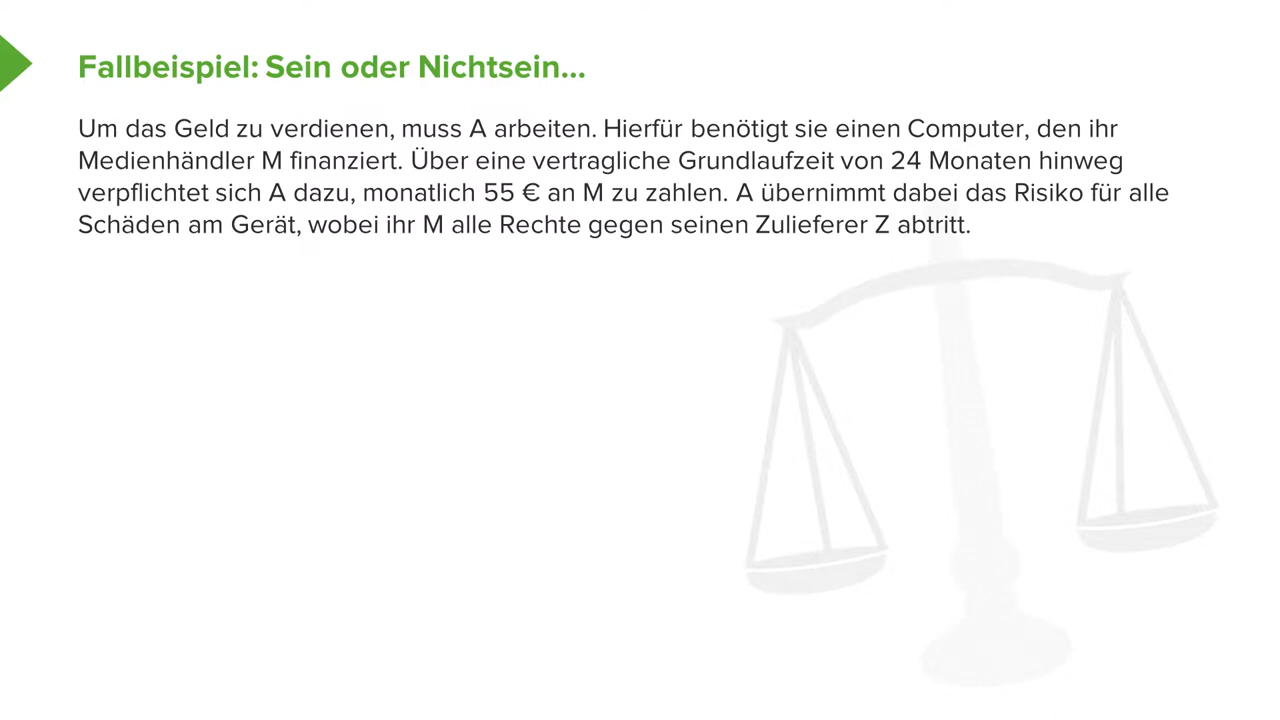 Fallbeispiel: Sein oder Nichtsein...
Um das Geld zu verdienen, muss A arbeiten. Hierfür benötigt sie einen Computer, den ihr
Medienhändler M finanziert. Über eine vertragliche Grundlaufzeit von 24 Monaten hinweg
verpflichtet sich A dazu, monatlich 55 € an M zu zahlen. A übernimmt dabei das Risiko für alle
Schäden am Gerät, wobei ihr M alle Rechte gegen seinen Zulieferer Z abtritt.